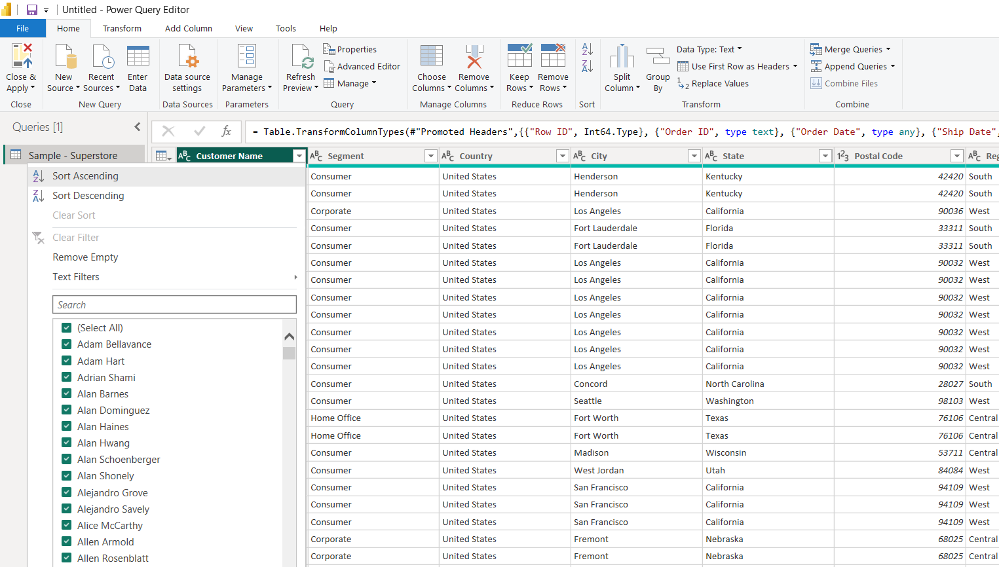 Untitled - Power Query Editor
File Home Transform Add Column View Tools Help
Close & Apply
Close
New Source
Recent Sources
Enter Data
New Query
Data source settings
Data Sources
Manage Parameters
Parameters
Refresh Preview
Properties
Advanced Editor
Manage
Query
Choose Columns
Remove Columns
Manage Columns
Keep Rows
Remove Rows
Reduce Rows
Sort
Split Column
Group By
Data Type: Text
Use First Row as Headers
Replace Values
Transform
Merge Queries
Append Queries
Combine Files
Combine
Queries [1]
Sample - Superstore
= Table.TransformColumnTypes(#"Promoted Headers",{{"Row ID", Int64.Type}, {"Order ID", type text}, {"Order Date", type any}, {"Ship Date",
Customer Name Segment Country City State Postal Code Reg
Sort Ascending
Sort Descending
Clear Sort
Clear Filter
Remove Empty
Text Filters
Search
(Select All)
Adam Bellavance
Adam Hart
Adrian Shami
Alan Barnes
Alan Dominguez
Alan Haines
Alan Hwang
Alan Schoenberger
Alan Shonely
Alejandro Grove
Alejandro Savely
Alice McCarthy
Allen Armold
Allen Rosenblatt
Consumer United States Henderson Kentucky 42420 South
Consumer United States Henderson Kentucky 42420 South
Corporate United States Los Angeles California 90036 West
Consumer United States Fort Lauderdale Florida 33311 South
Consumer United States Fort Lauderdale Florida 33311 South
Consumer United States Los Angeles California 90032 West
Consumer United States Los Angeles California 90032 West
Consumer United States Los Angeles California 90032 West
Consumer United States Los Angeles California 90032 West
Consumer United States Los Angeles California 90032 West
Consumer United States Los Angeles California 90032 West
Consumer United States Los Angeles California 90032 West
Consumer United States Concord North Carolina 28027 South
Consumer United States Seattle Washington 98103 West
Home Office United States Fort Worth Texas 76106 Central
Home Office United States Fort Worth Texas 76106 Central
Consumer United States Madison Wisconsin 53711 Central
Consumer United States West Jordan Utah 84084 West
Consumer United States San Francisco California 94109 West
Consumer United States San Francisco California 94109 West
Consumer United States San Francisco California 94109 West
Corporate United States Fremont Nebraska 68025 Central
Corporate United States Fremont Nebraska 68025 Central